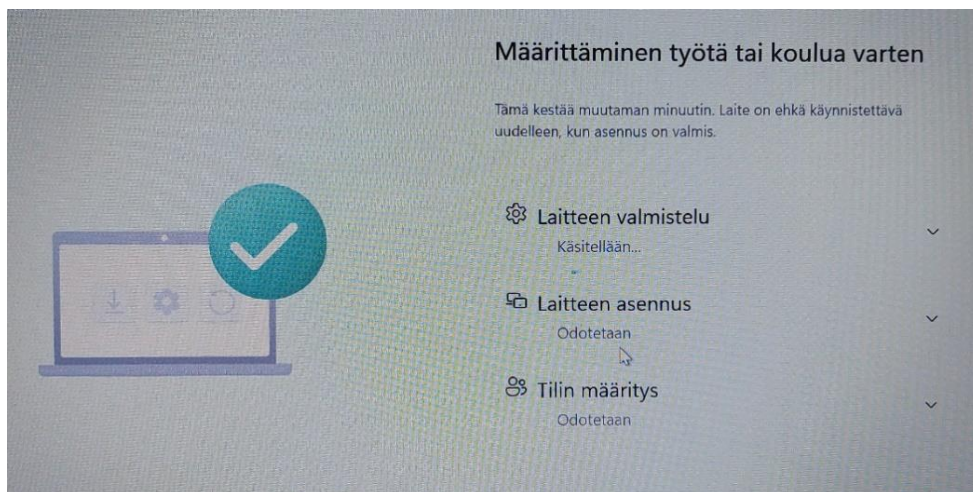 Määrittäminen työtä tai koulua varten
Tämä kestää muutaman minuutin. Laite on ehkä käynnistettävä
uudelleen, kun asennus on valmis.
Laitteen valmistelu
Käsitellään...
Laitteen asennus
Odotetaan
Tilin määritys
Odotetaan